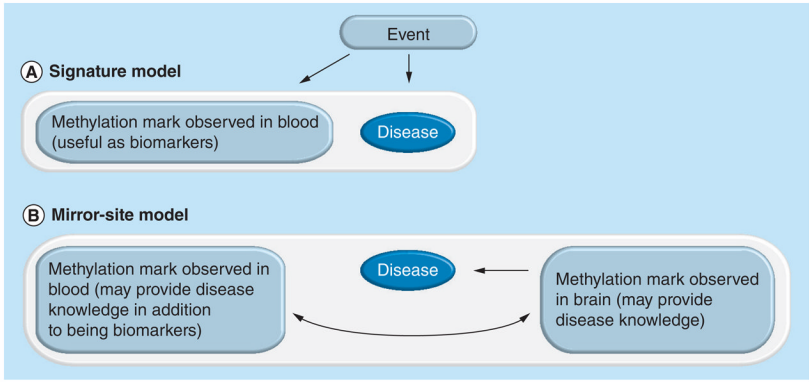 Event
A Signature model
Methylation mark observed in blood
(useful as biomarkers)
Disease
B Mirror-site model
Methylation mark observed in
blood (may provide disease
knowledge in addition
to being biomarkers)
Disease
Methylation mark observed
in brain (may provide
disease knowledge)